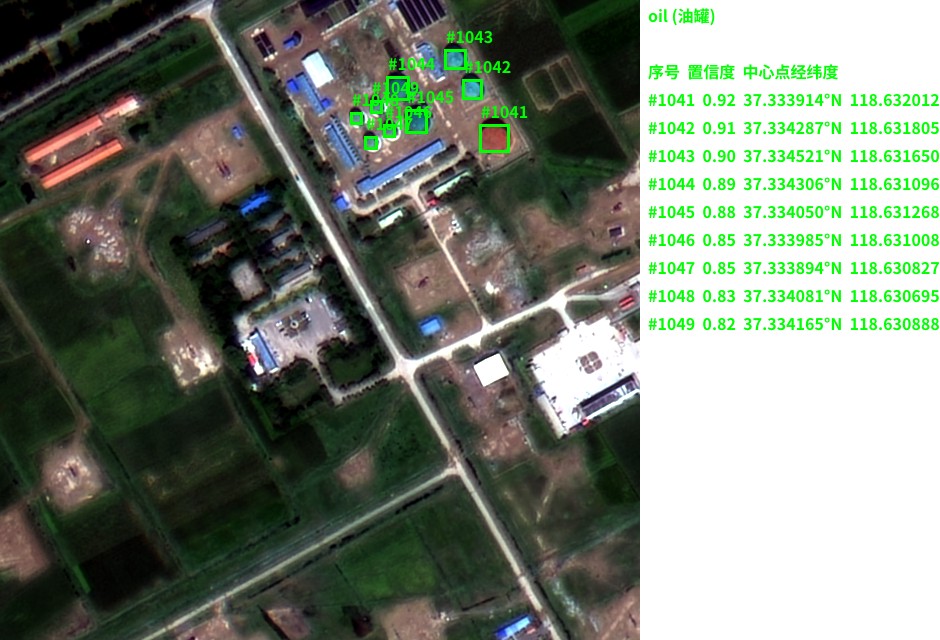 oil (油罐)
序号 置信度 中心点经纬度
#1041 0.92 37.333914°N 118.632012
#1042 0.91 37.334287°N 118.631805
#1043 0.90 37.334521°N 118.631650
#1044 0.89 37.334306°N 118.631096
#1045 0.88 37.334050°N 118.631268
#1046 0.85 37.333985°N 118.631008
#1047 0.85 37.333894°N 118.630827
#1048 0.83 37.334081°N 118.630695
#1049 0.82 37.334165°N 118.630888
#1043
#1044
#1042
#1045
#1041